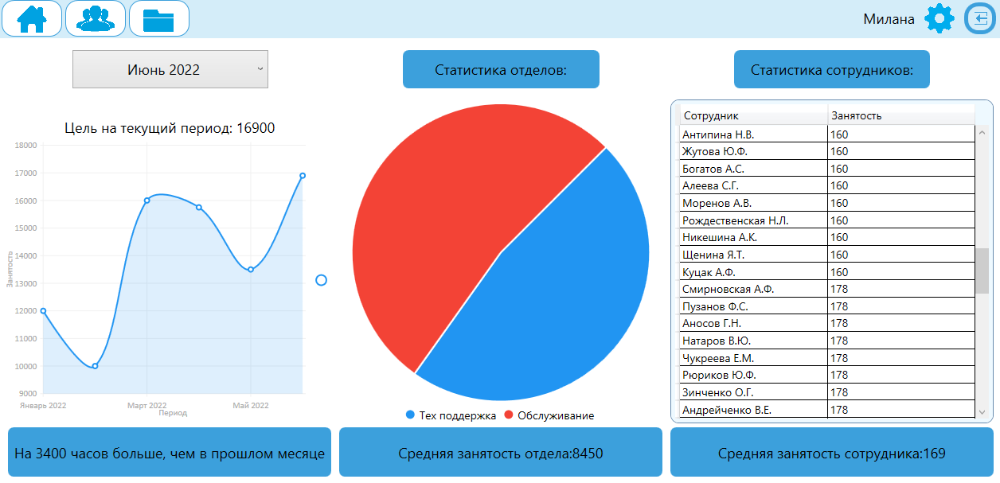 Милана
Июнь 2022
Статистика отделов:
Статистика сотрудников:
Цель на текущий период: 16900
18000
17000
16000
15000
14000
13000
12000
11000
10000
9000
Занятость
Январь 2022
Март 2022
Май 2022
Период
Тех поддержка
Обслуживание
Сотрудник Занятость
Антипина Н.В. 160
Жутова Ю.Ф. 160
Богатов А.С. 160
Алеева С.Г. 160
Моренов А.В. 160
Рождественская Н.Л. 160
Никешина А.К. 160
Щенина Я.Т. 160
Куцак А.Ф. 160
Смирновская А.Ф. 178
Пузанов Ф.С. 178
Аносов Г.Н. 178
Натаров В.Ю. 178
Чукреева Е.М. 178
Рюриков Ю.Ф. 178
Зинченко О.Г. 178
Андрейченко В.Е. 178
На 3400 часов больше, чем в прошлом месяце
Средняя занятость отдела:8450
Средняя занятость сотрудника:169